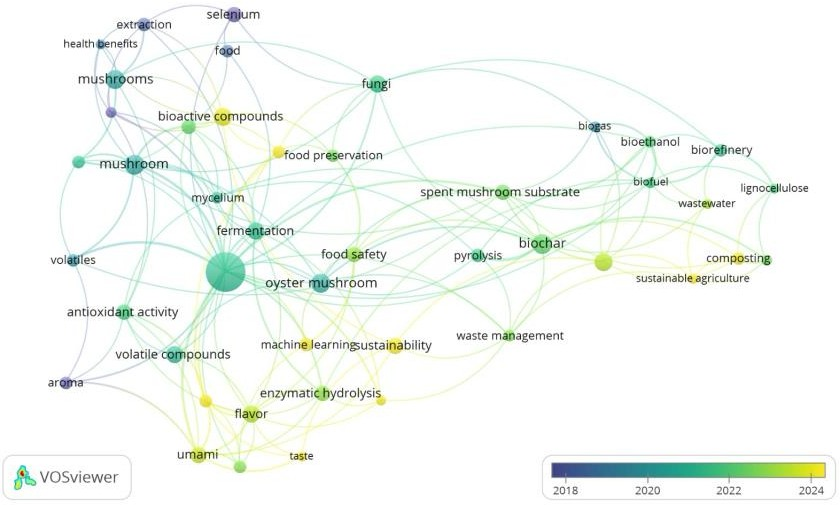 selenium
extraction
health benefits
food
mushrooms
fungi
bioactive compounds
biogas
bioethanol
biorefinery
food preservation
mushroom
biofuel
lignocellulose
mycelium
spent mushroom substrate
wastewater
fermentation
biochar
volatiles
food safety
pyrolysis
composting
oyster mushroom
sustainable agriculture
antioxidant activity
waste management
volatile compounds
machine learning
sustainability
aroma
enzymatic hydrolysis
flavor
umami
taste
VOSviewer
2018 2020 2022 2024